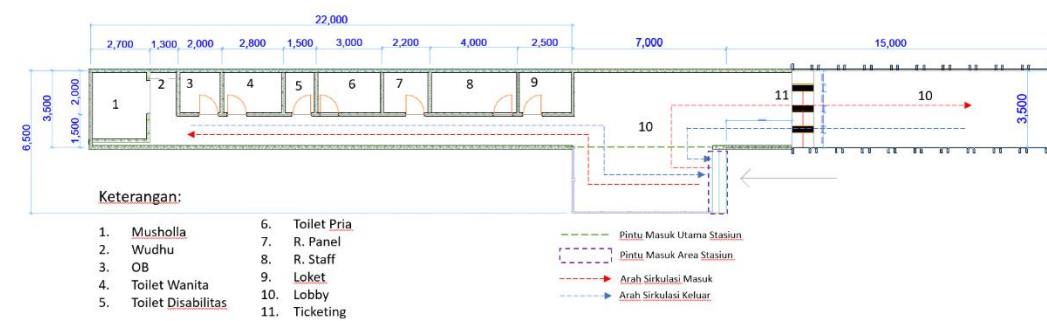 22,000
2,700 1,300 2,000 2,800 1,500 3,000 2,200 4,000 2,500 7,000 15,000
6,500
3,500
2,000
1,500
3,500
1 2 3 4 5 6 7 8 9 10 11 10
Keterangan:
1. Musholla
2. Wudhu
3. OB
4. Toilet Wanita
5. Toilet Disabilitas
6. Toilet Pria
7. R. Panel
8. R. Staff
9. Loket
10. Lobby
11. Ticketing
Pintu Masuk Utama Stasiun
Pintu Masuk Area Stasiun
Arah Sirkulasi Masuk
Arah Sirkulasi Keluar